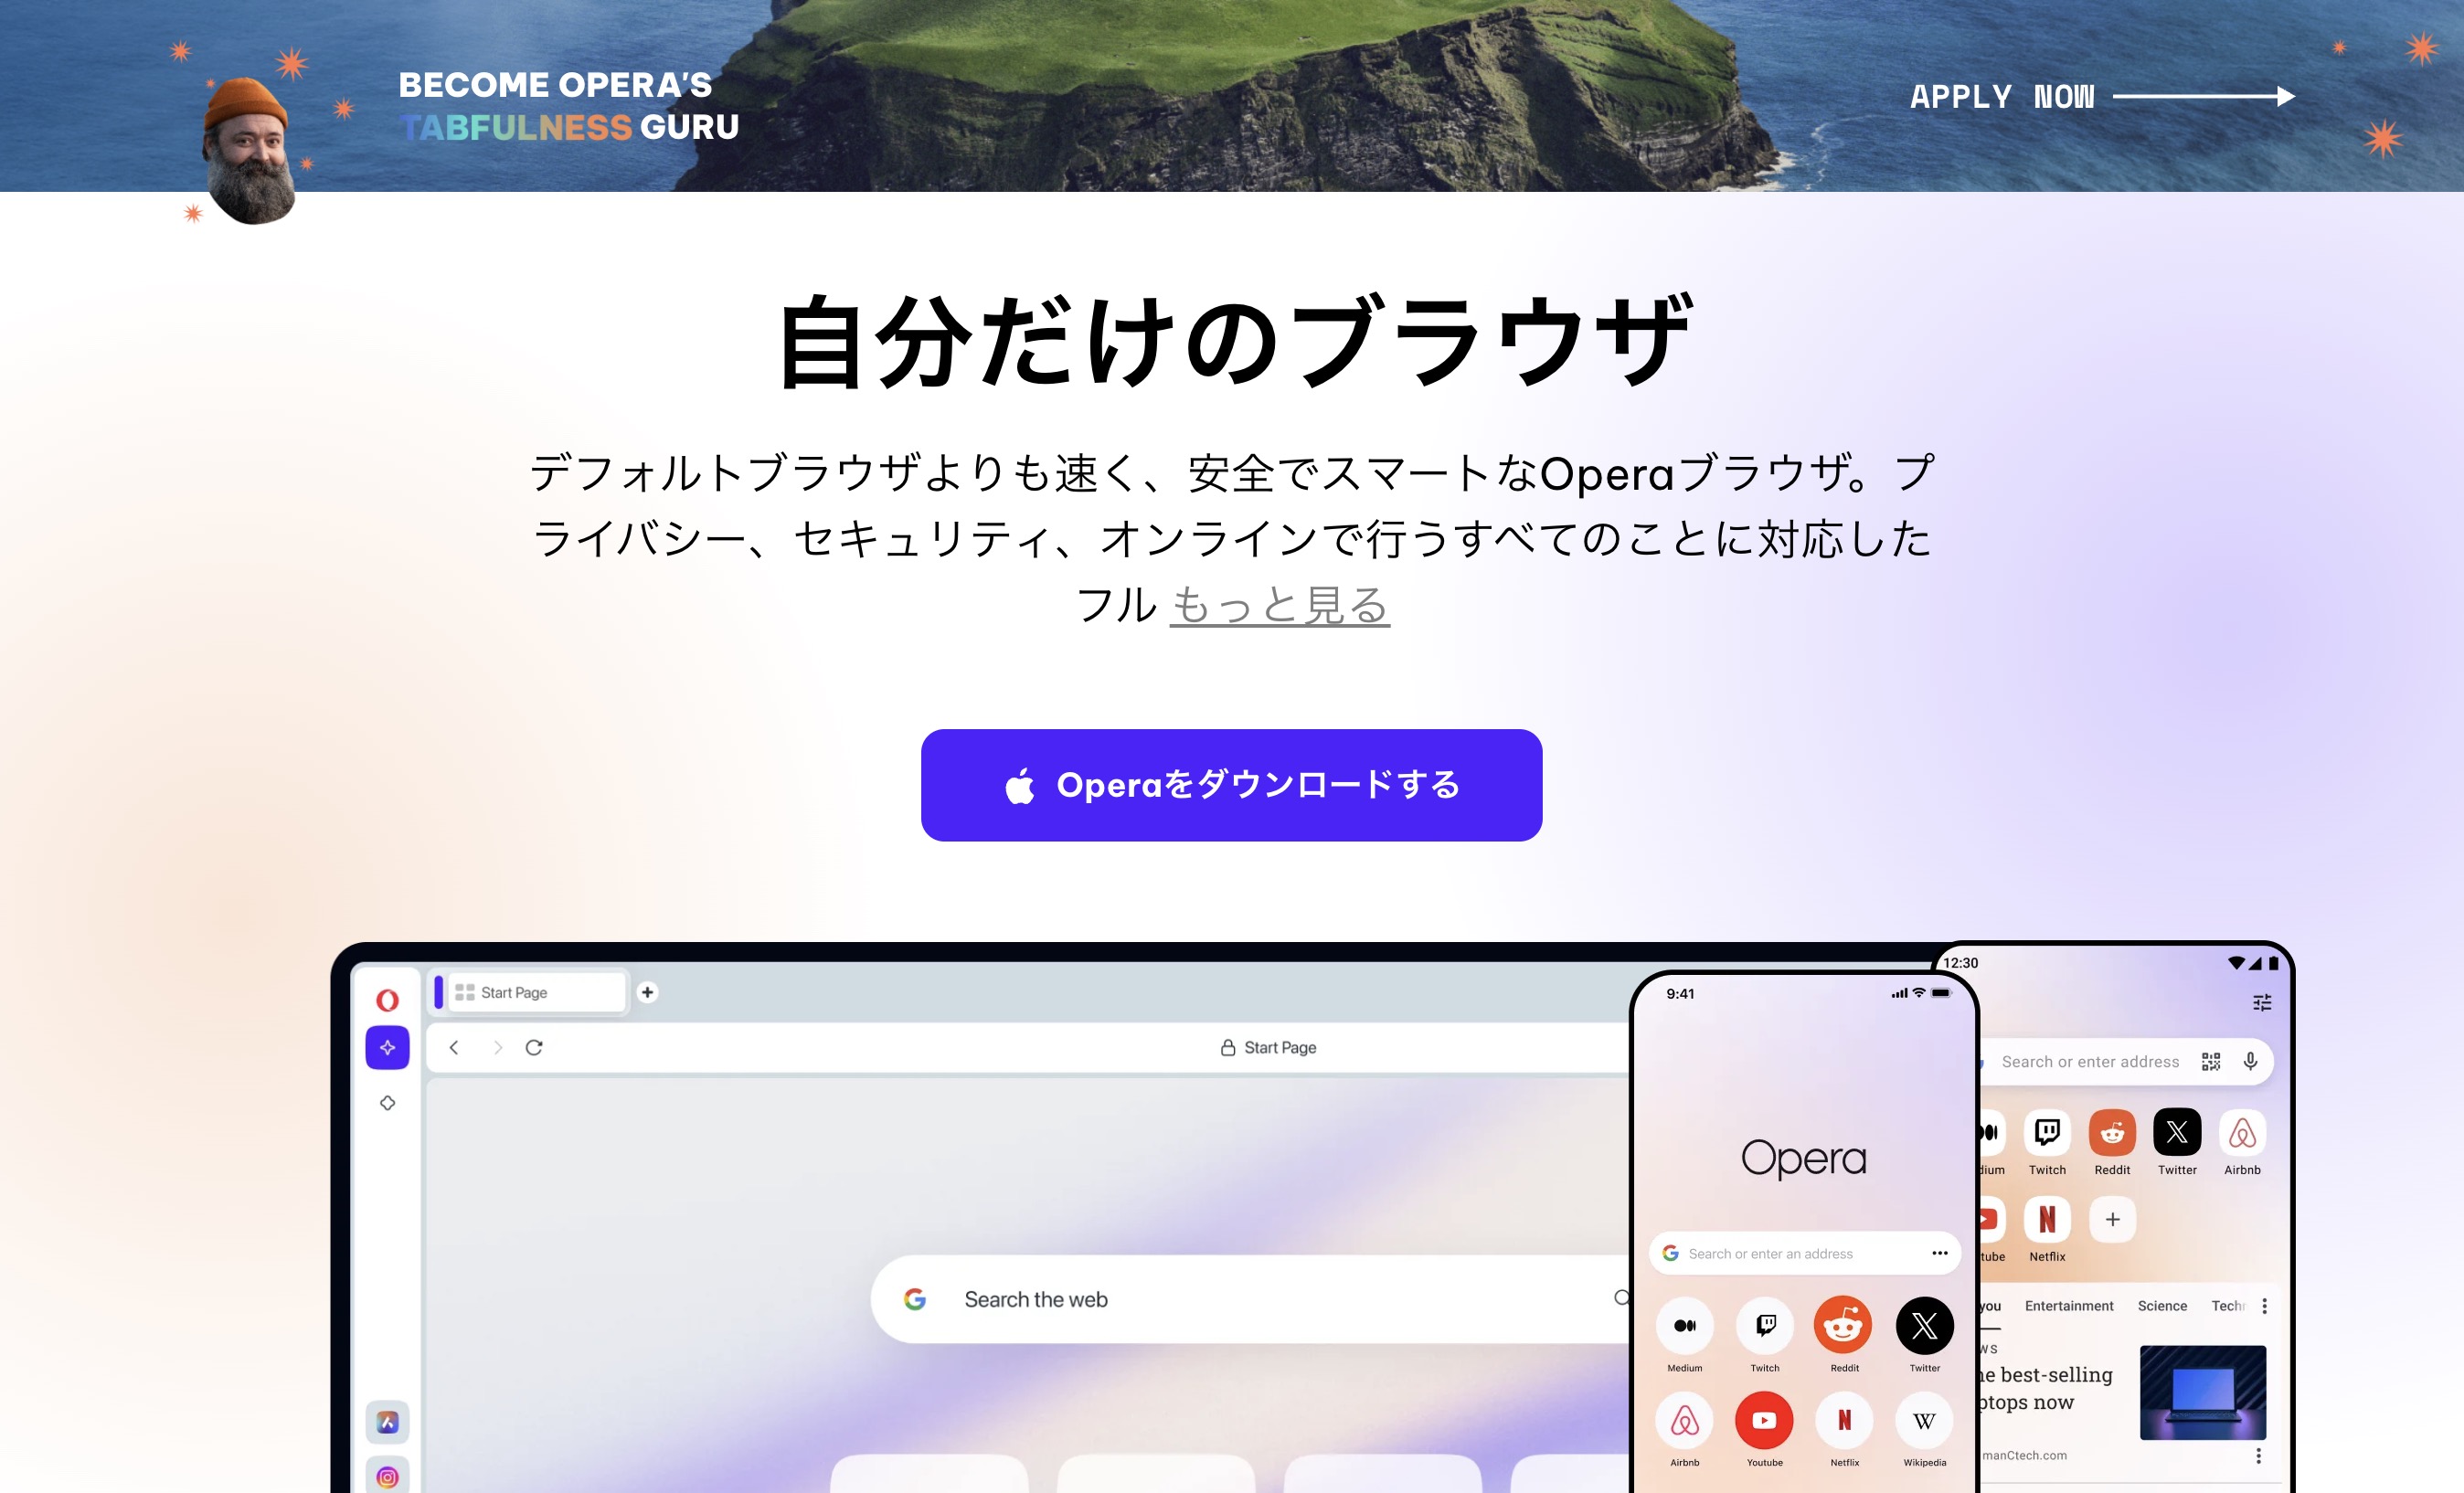 BECOME OPERA'S
TABFULNESS GURU
APPLY NOW
自分だけのブラウザ
デフォルトブラウザよりも速く、安全でスマートなOperaブラウザ。プ
ライバシー、セキュリティ、オンラインで行うすべてのことに対応した
フル もっと見る
Operaをダウンロードする
Start Page
Start Page
Search the web
9:41
Opera
Search or enter an address
Medium
Twitch
Reddit
Twitter
Airbnb
Youtube
Netflix
Wikipedia
12:30
Search or enter address
Twitch
Reddit
Twitter
Airbnb
Netflix
you
Entertainment
Science
best-selling
now
manCtech.com